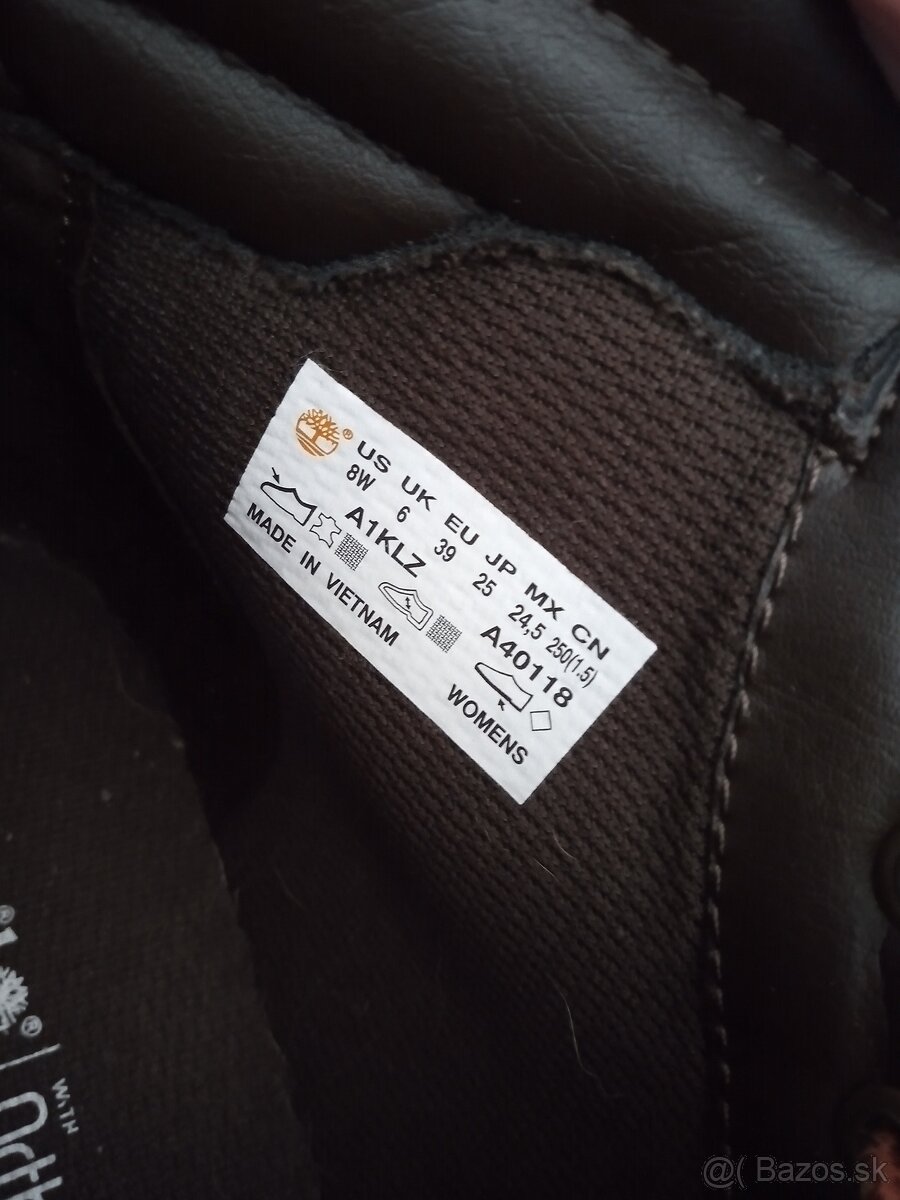 ® US UK EU JP MX CN
8W 6 39 25 24,5 250(1.5)
A1KLZ A40118
MADE IN VIETNAM WOMENS
®
® | WITH
@( Bazos.sk